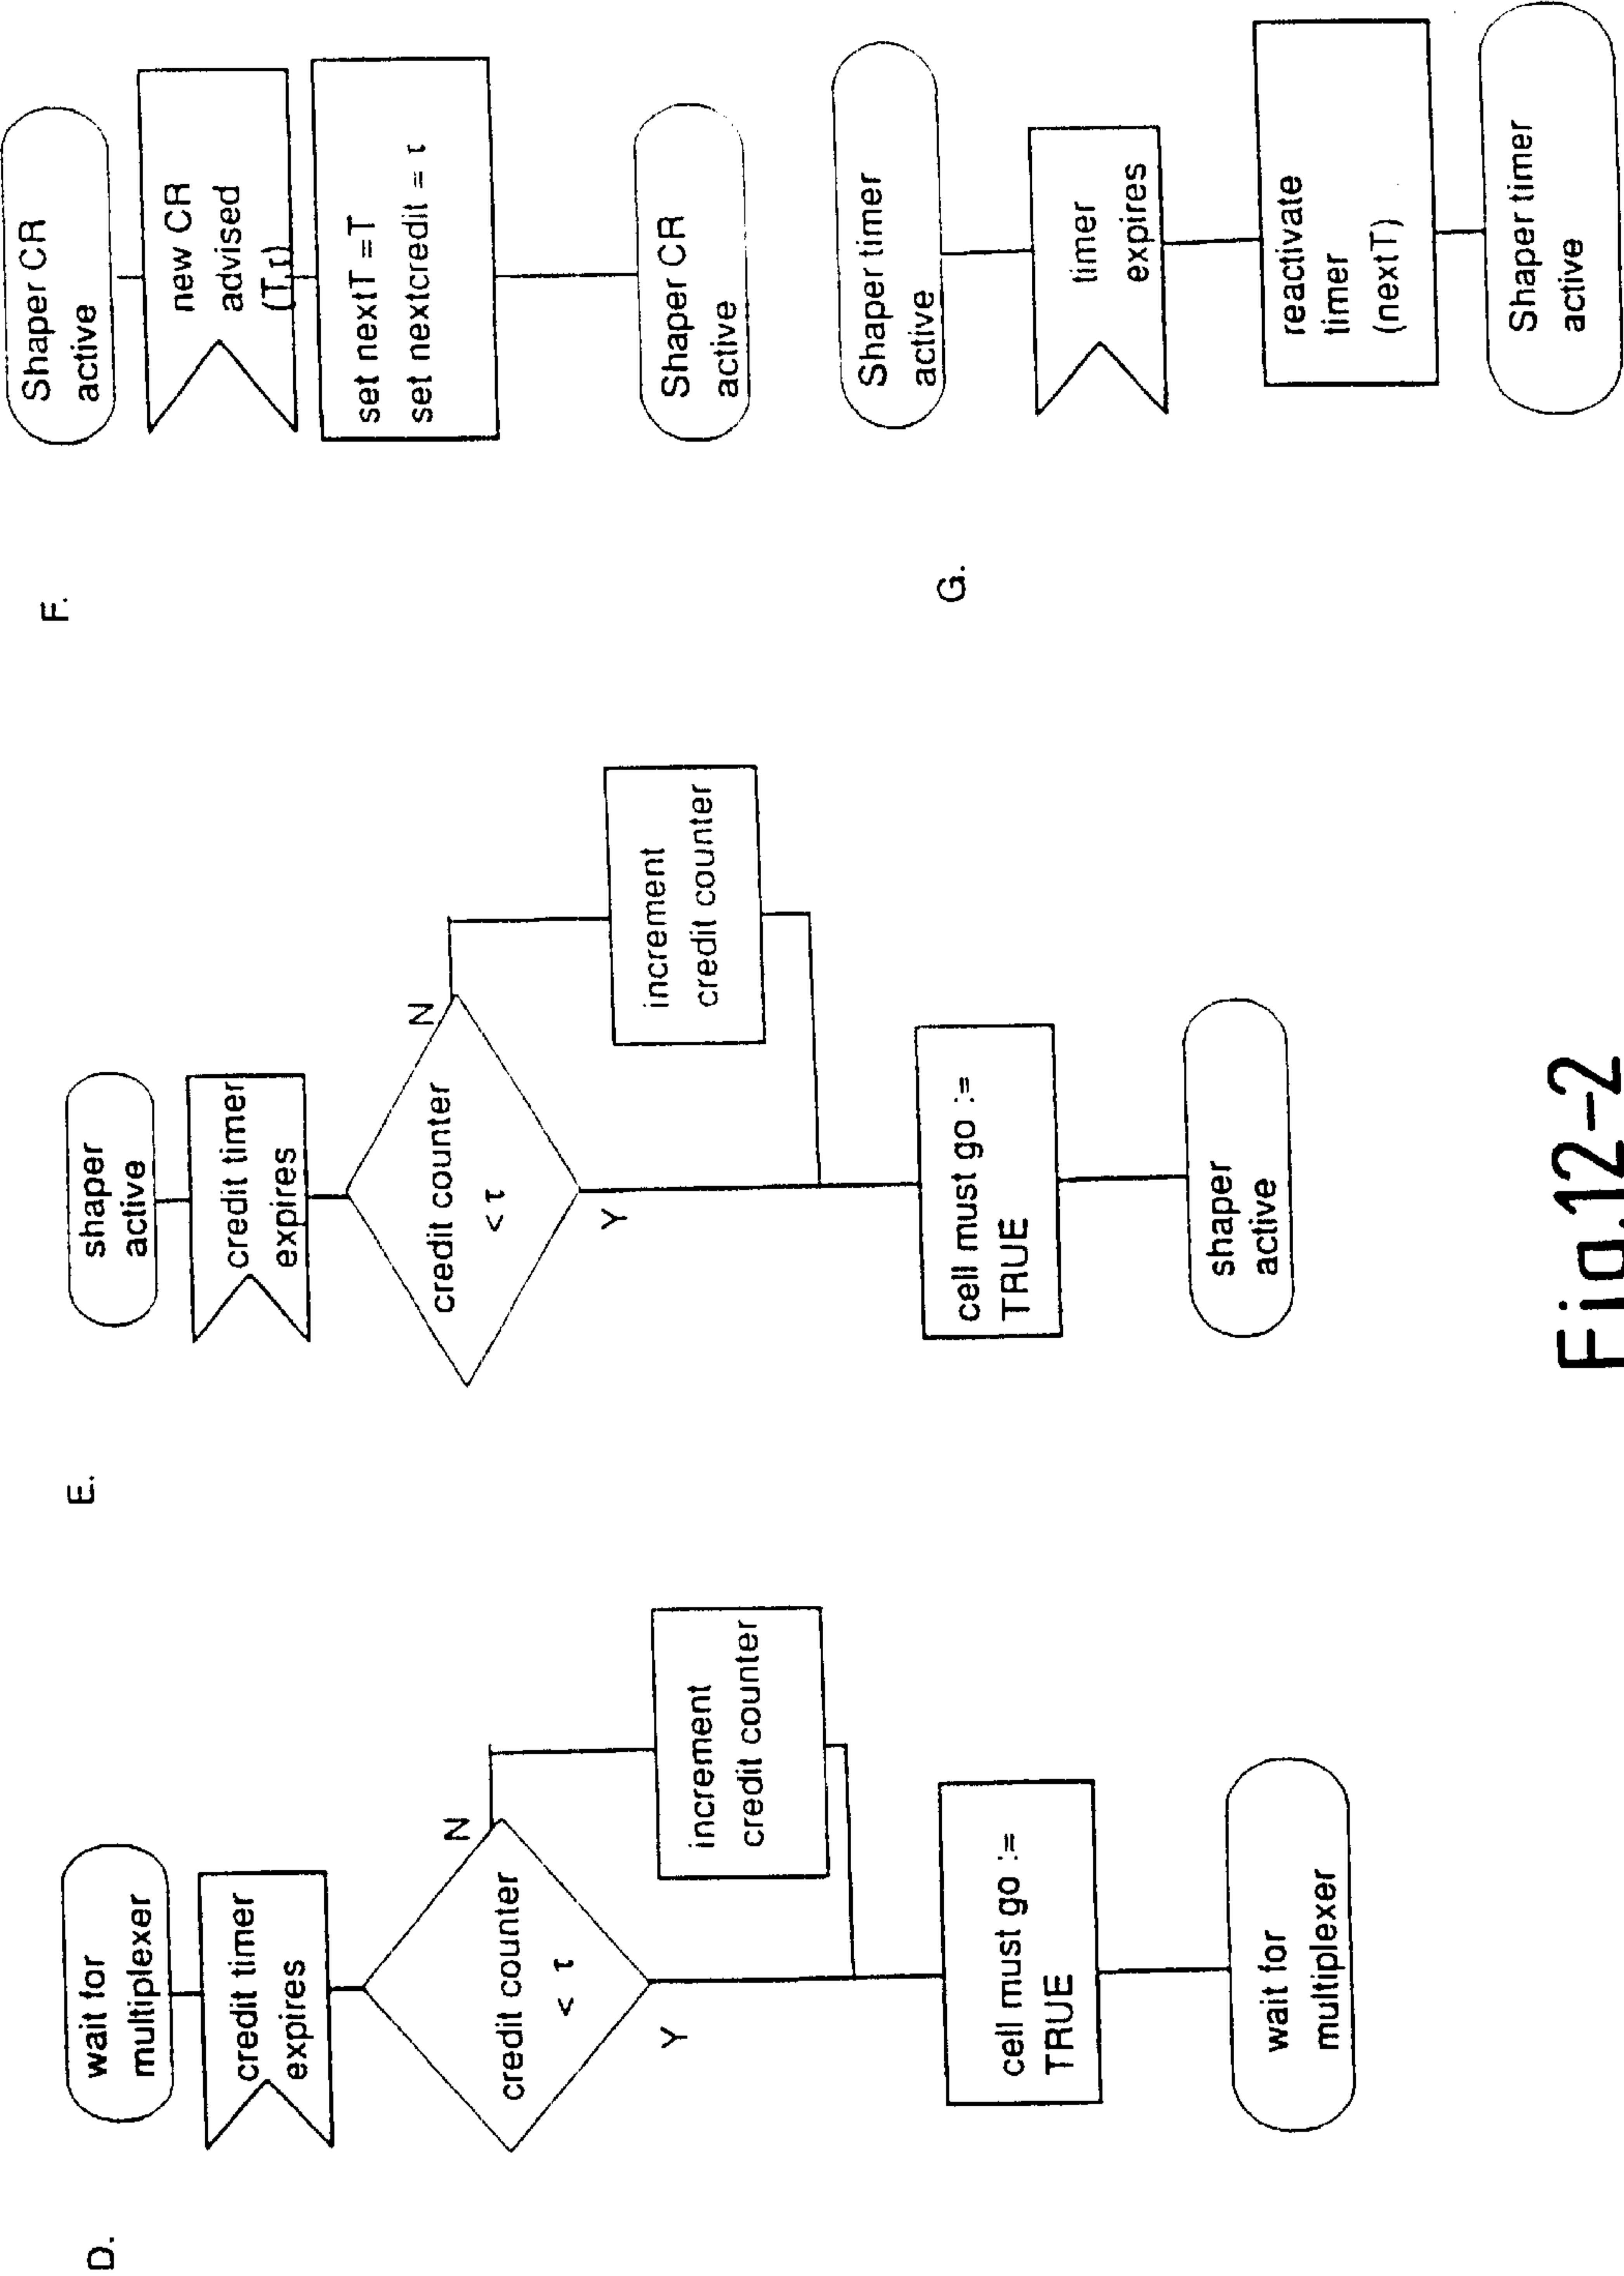 D.
wait for
multiplexer
credit timer
expires
credit counter
< τ
N
Y
increment
credit counter
cell must go :=
TRUE
wait for
multiplexer
E.
shaper
active
credit timer
expires
credit counter
< τ
N
Y
increment
credit counter
cell must go :=
TRUE
shaper
active
F.
Shaper CR
active
new CR
advised
(T,τ)
set nextT =T
set nextcredit = τ
Shaper CR
active
G.
Shaper timer
active
timer
expires
reactivate
timer
(nextT)
Shaper timer
active
Fig.12-2